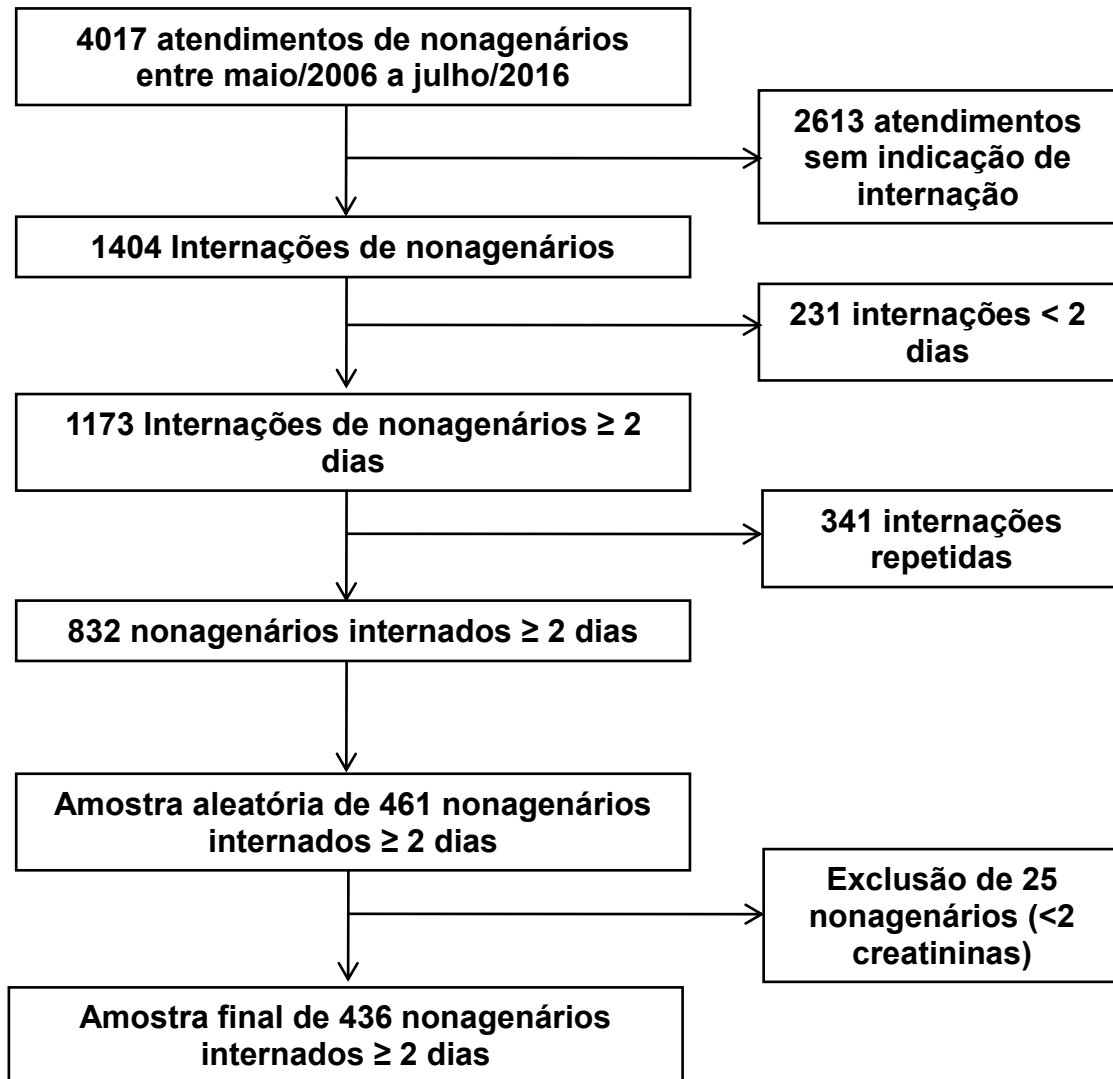 4017 atendimentos de nonagenários
entre maio/2006 a julho/2016
2613 atendimentos
sem indicação de
internação
1404 Internações de nonagenários
231 internações < 2
dias
1173 Internações de nonagenários ≥ 2
dias
341 internações
repetidas
832 nonagenários internados ≥ 2 dias
Amostra aleatória de 461 nonagenários
internados ≥ 2 dias
Exclusão de 25
nonagenários (<2
creatininas)
Amostra final de 436 nonagenários
internados ≥ 2 dias